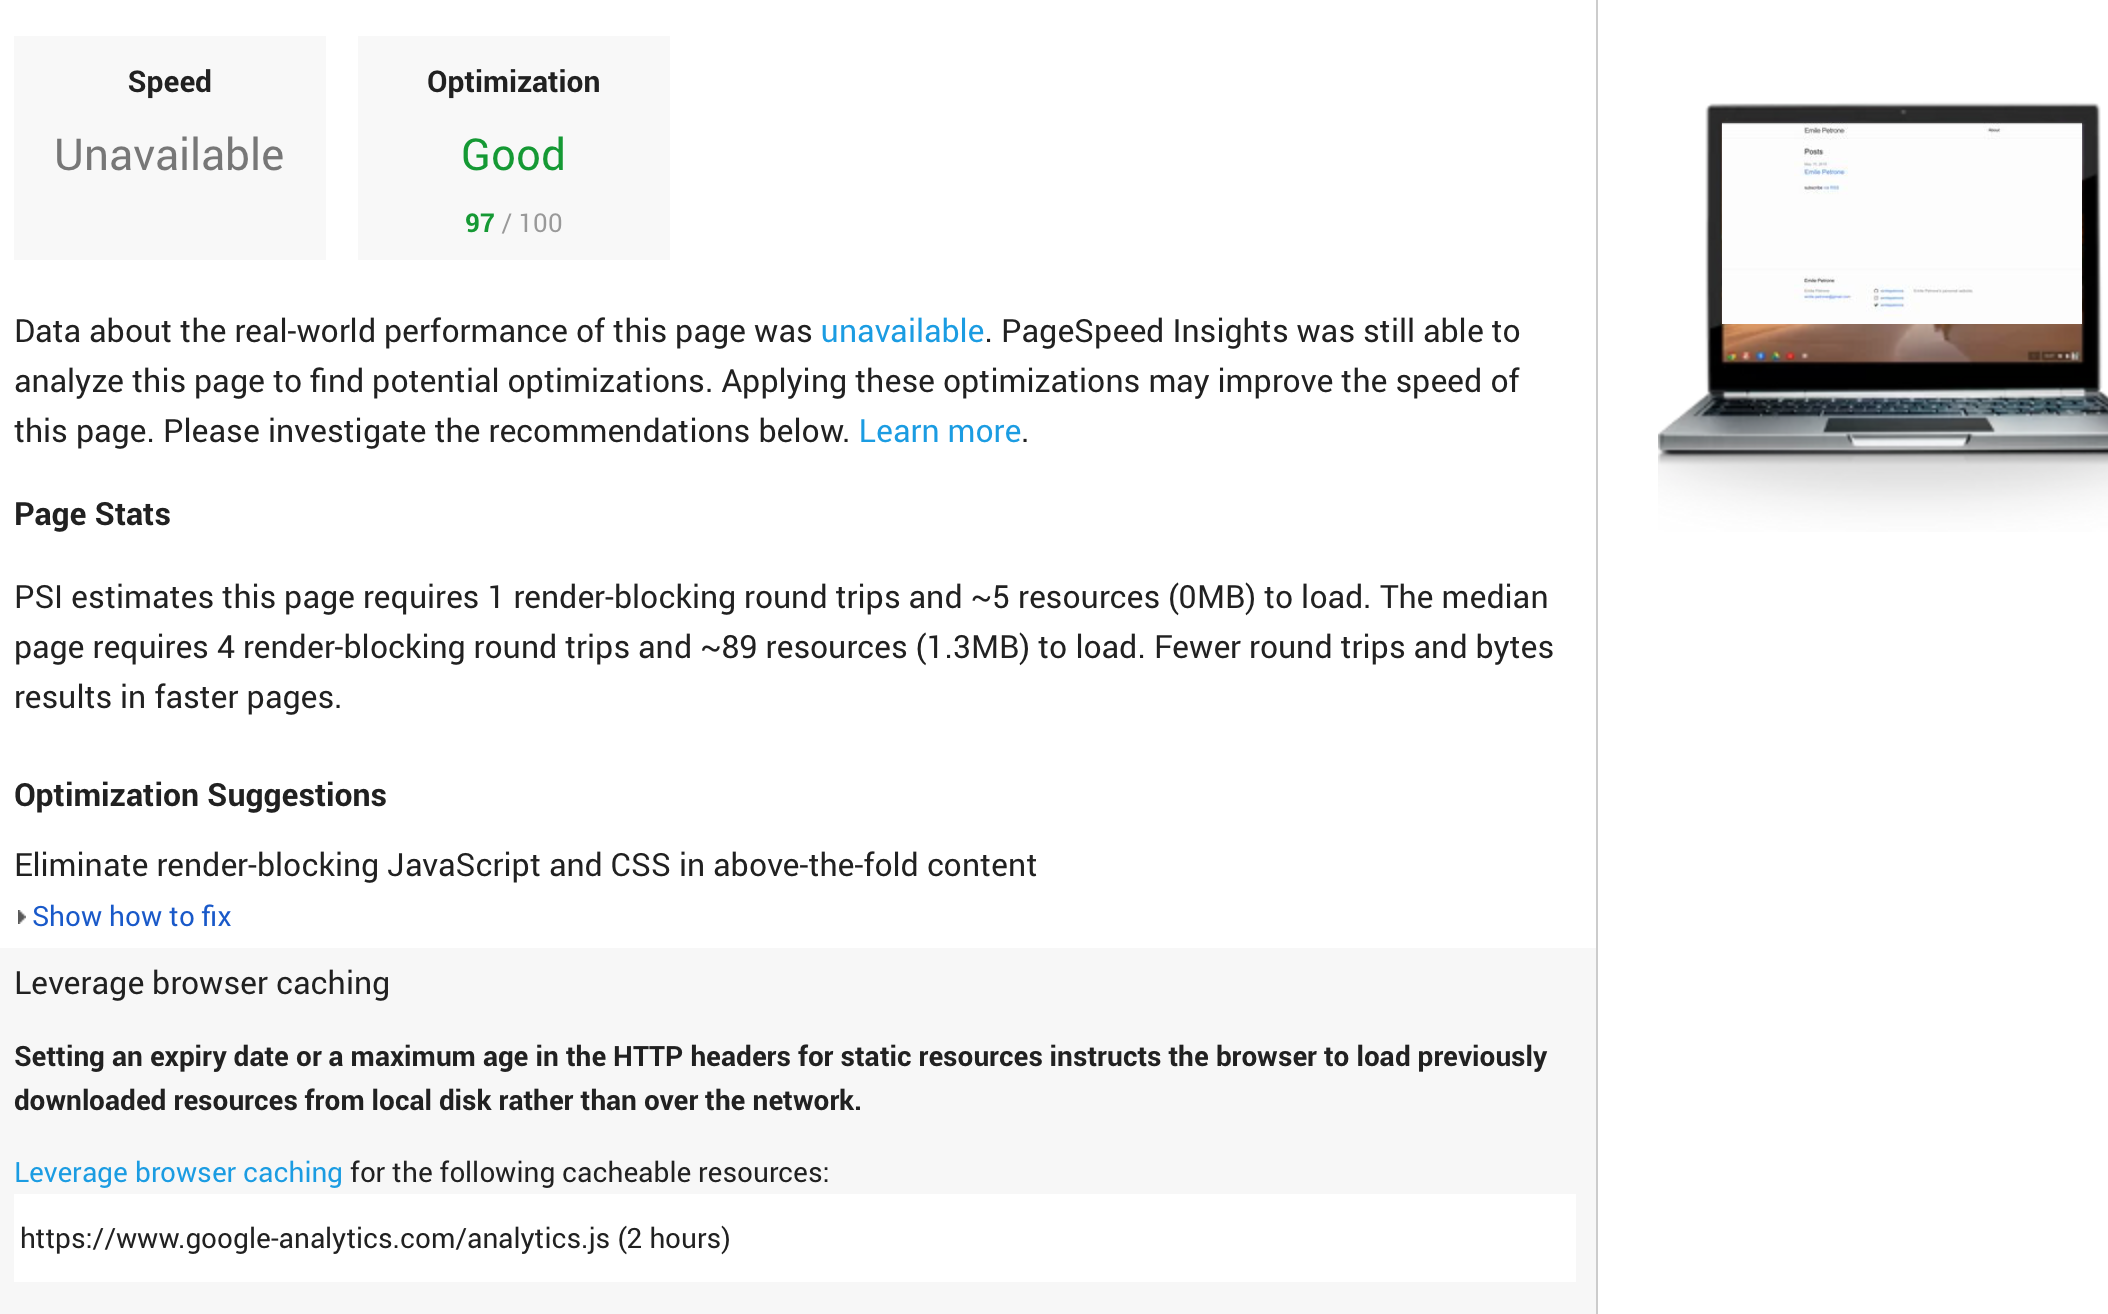 Speed
Unavailable
Optimization
Good
97 / 100
Data about the real-world performance of this page was unavailable. PageSpeed Insights was still able to
analyze this page to find potential optimizations. Applying these optimizations may improve the speed of
this page. Please investigate the recommendations below. Learn more.
Page Stats
PSI estimates this page requires 1 render-blocking round trips and ~5 resources (0MB) to load. The median
page requires 4 render-blocking round trips and ~89 resources (1.3MB) to load. Fewer round trips and bytes
results in faster pages.
Optimization Suggestions
Eliminate render-blocking JavaScript and CSS in above-the-fold content
Show how to fix
Leverage browser caching
Setting an expiry date or a maximum age in the HTTP headers for static resources instructs the browser to load previously
downloaded resources from local disk rather than over the network.
Leverage browser caching for the following cacheable resources:
https://www.google-analytics.com/analytics.js (2 hours)
Emile Petrone
About
Posts
Emile Petrone
subscribe via RSS
Emile Petrone
Emile Petrone